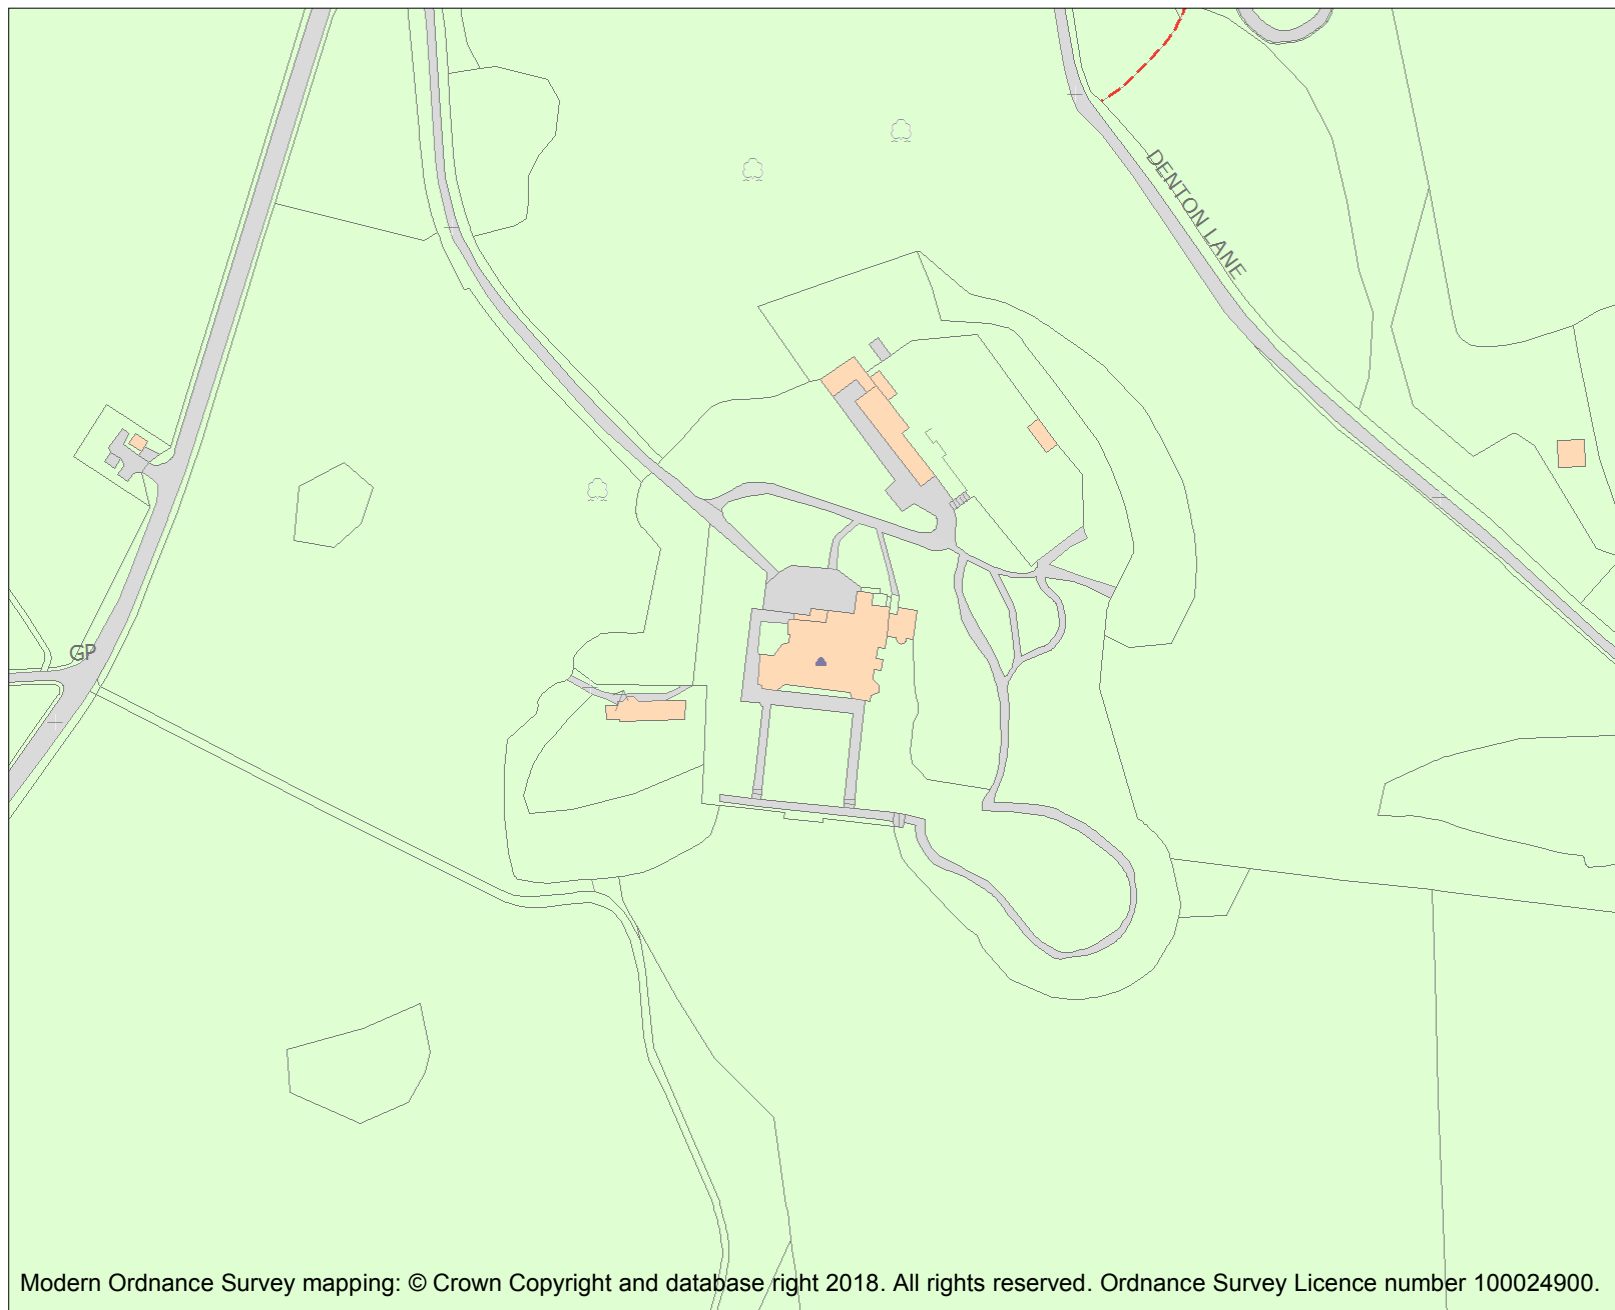 DENTON LANE
GP
Modern Ordnance Survey mapping: © Crown Copyright and database right 2018. All rights reserved. Ordnance Survey Licence number 100024900.